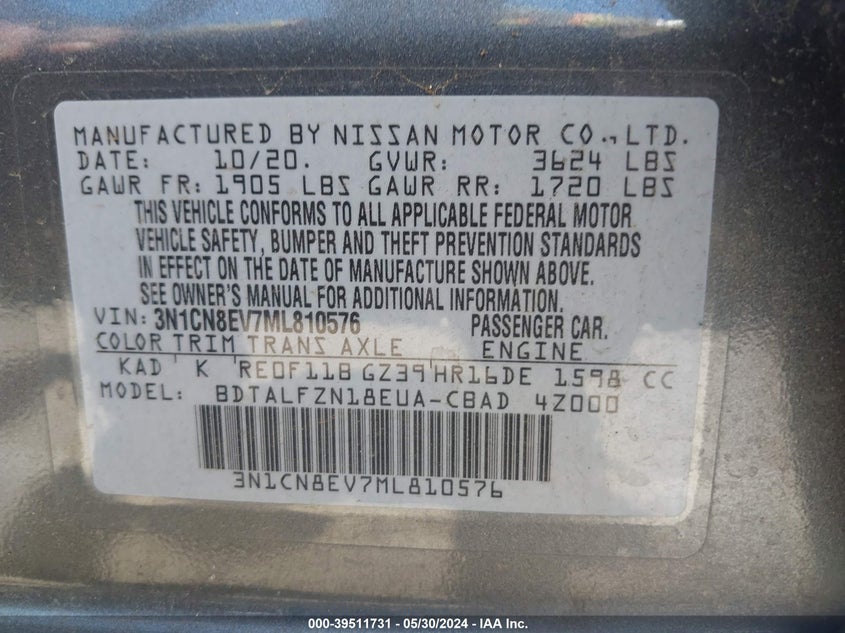 MANUFACTURED BY NISSAN MOTOR CO.,LTD.
DATE: 10/20. GVWR: 3624 LBS
GAWR FR: 1905 LBS GAWR RR: 1720 LBS
THIS VEHICLE CONFORMS TO ALL APPLICABLE FEDERAL MOTOR
VEHICLE SAFETY, BUMPER AND THEFT PREVENTION STANDARDS
IN EFFECT ON THE DATE OF MANUFACTURE SHOWN ABOVE.
SEE OWNER'S MANUAL FOR ADDITIONAL INFORMATION.
VIN: 3N1CN8EV7ML810576 PASSENGER CAR.
COLOR TRIM TRANS AXLE ENGINE
KAD K RE0F11B GZ39 HR16DE 1598 CC
MODEL: BDTALFZN18EUA-CBAD 4Z000
3N1CN8EV7ML810576
000-39511731 - 05/30/2024 - IAA Inc.